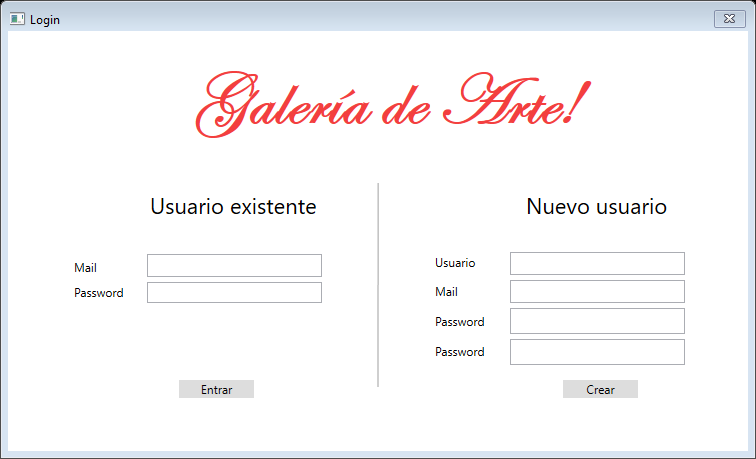 Login
Galería de Arte!
Usuario existente
Mail
Password
Entrar
Nuevo usuario
Usuario
Mail
Password
Password
Crear